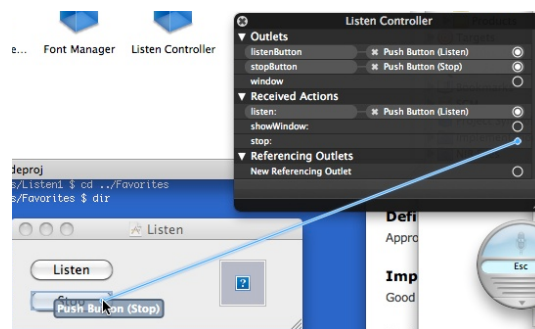 e... Font Manager Listen Controller
Listen Controller
Outlets
listenButton Push Button (Listen)
stopButton Push Button (Stop)
window
Received Actions
listen: Push Button (Listen)
showWindow:
stop:
Referencing Outlets
New Referencing Outlet
deproj
s/Listen1 $ cd ../Favorites
s/Favorites $ dir
Listen
Listen
Push Button (Stop)
Defi
Appro
Imp
Good
Esc